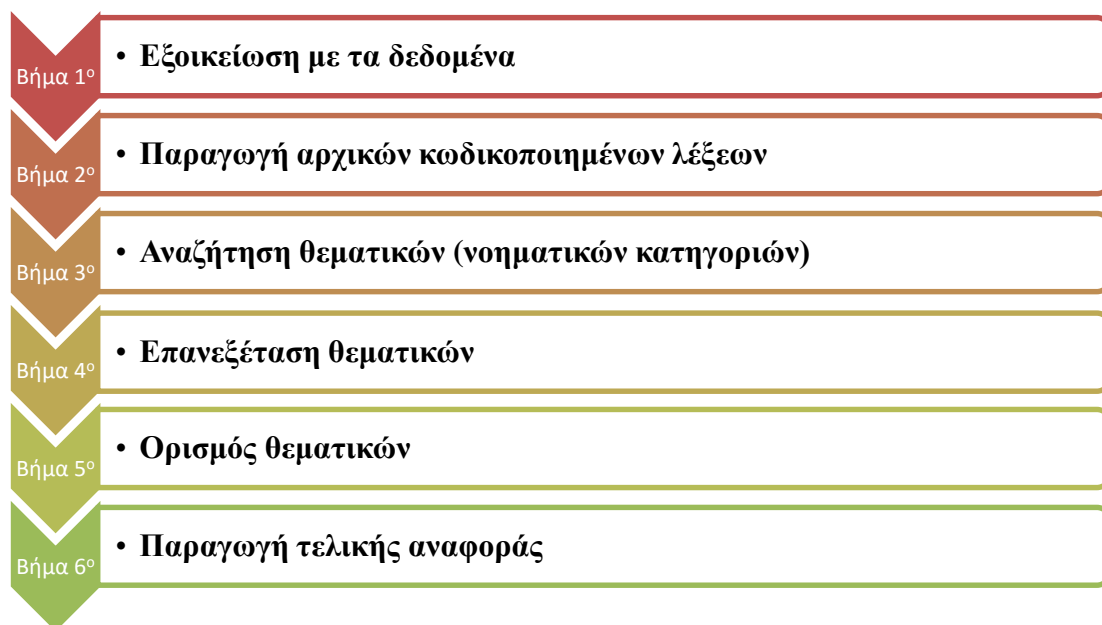 Βήμα 1ο
• Εξοικείωση με τα δεδομένα
Βήμα 2ο
• Παραγωγή αρχικών κωδικοποιημένων λέξεων
Βήμα 3ο
• Αναζήτηση θεματικών (νοηματικών κατηγοριών)
Βήμα 4ο
• Επανεξέταση θεματικών
Βήμα 5ο
• Ορισμός θεματικών
Βήμα 6ο
• Παραγωγή τελικής αναφοράς